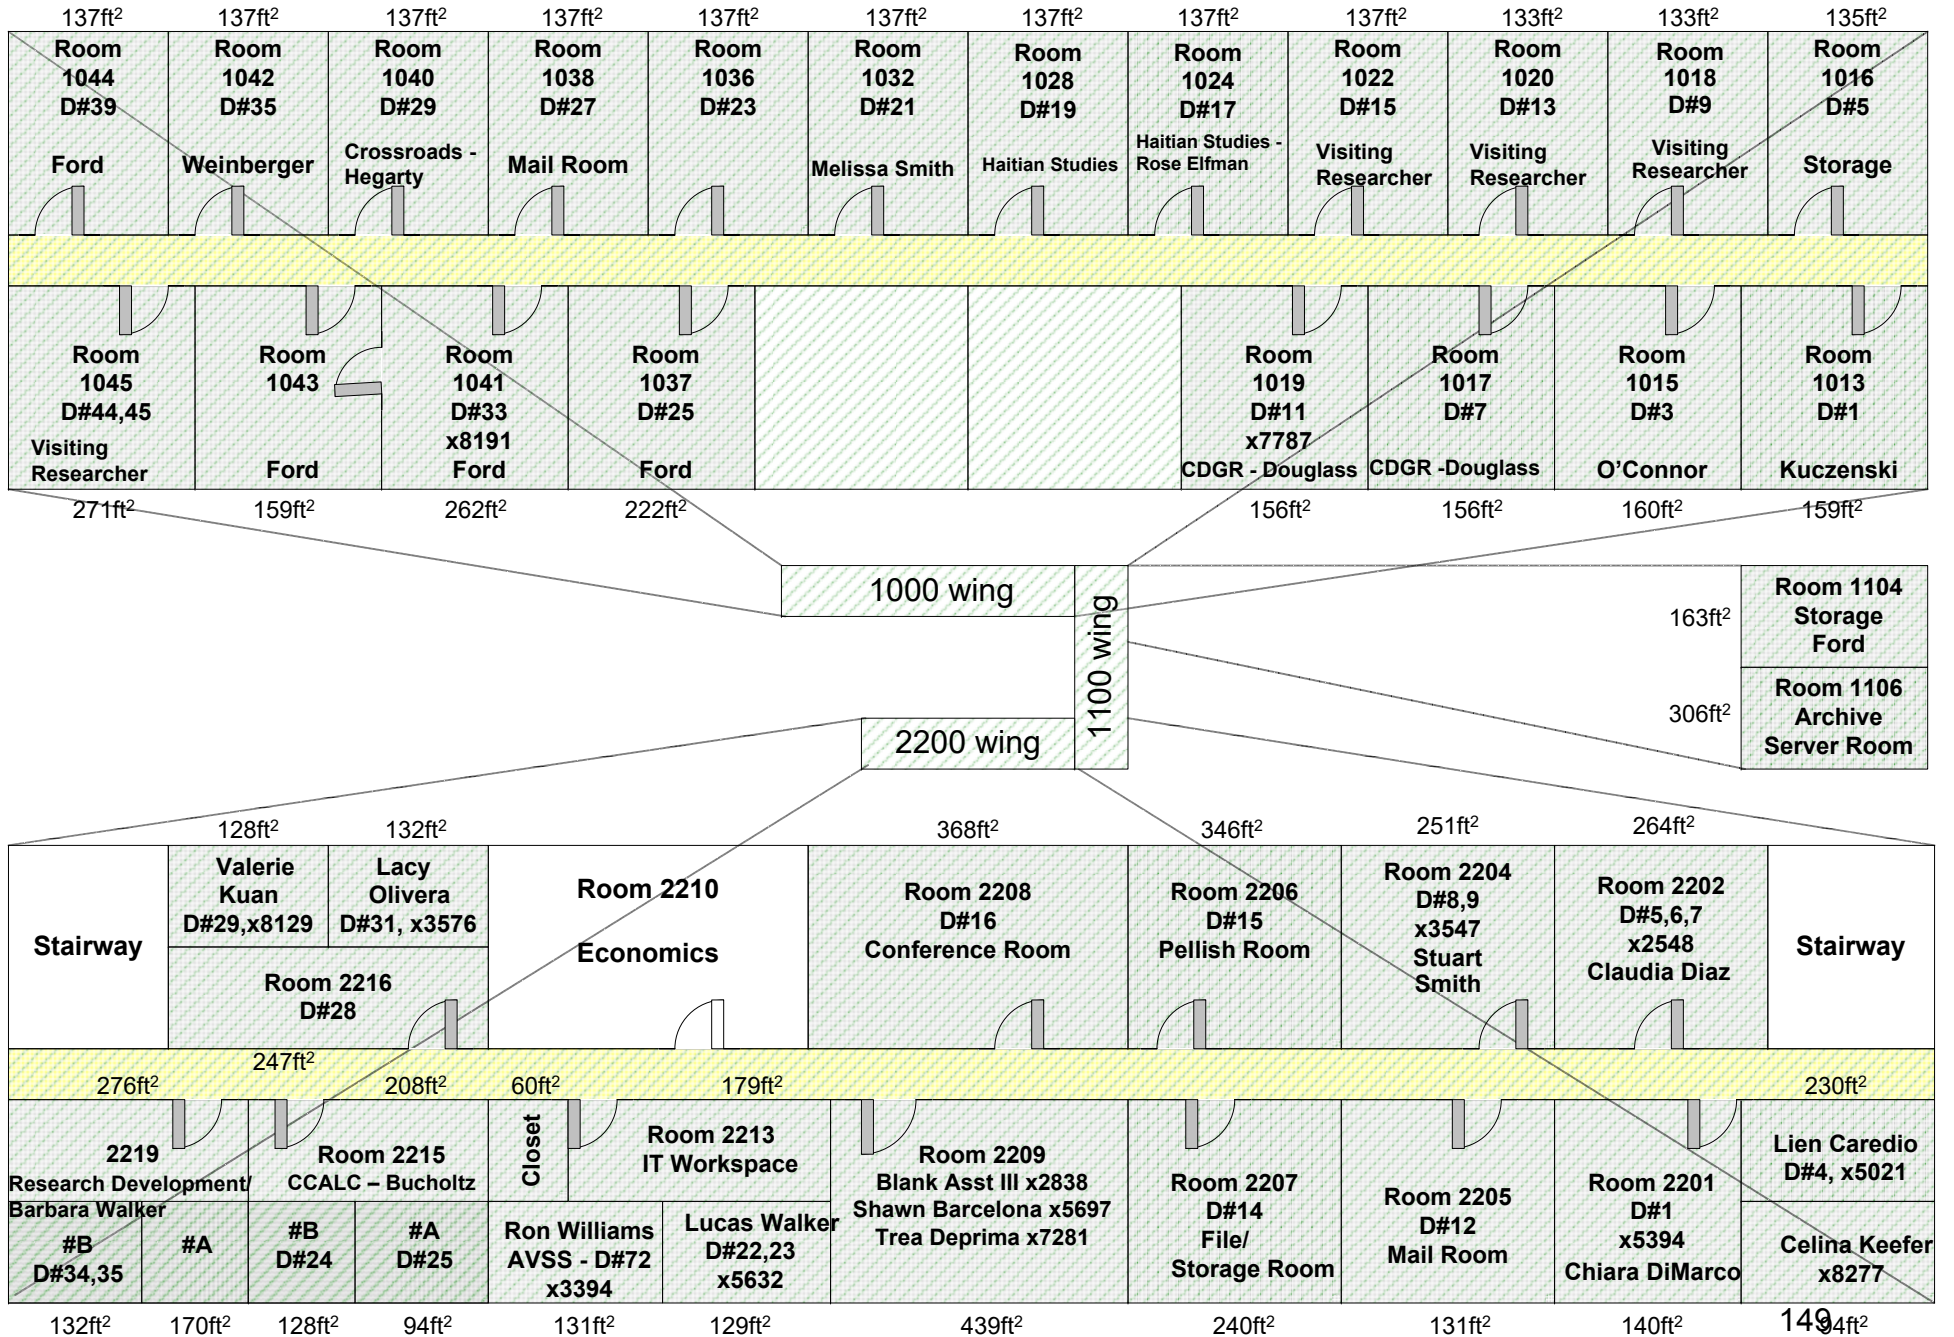 137ft² 137ft² 137ft² 137ft² 137ft² 137ft² 137ft² 137ft² 137ft² 133ft² 133ft² 135ft²
Room
1044
D#39
Ford
Room
1042
D#35
Weinberger
Room
1040
D#29
Crossroads -
Hegarty
Room
1038
D#27
Mail Room
Room
1036
D#23
Room
1032
D#21
Melissa Smith
Room
1028
D#19
Haitian Studies
Room
1024
D#17
Haitian Studies -
Rose Elfman
Room
1022
D#15
Visiting
Researcher
Room
1020
D#13
Visiting
Researcher
Room
1018
D#9
Visiting
Researcher
Room
1016
D#5
Storage
Room
1045
D#44,45
Visiting
Researcher
Room
1043
Ford
Room
1041
D#33
x8191
Ford
Room
1037
D#25
Ford
Room
1019
D#11
x7787
CDGR - Douglass
Room
1017
D#7
CDGR -Douglass
Room
1015
D#3
O’Connor
Room
1013
D#1
Kuczenski
271ft² 159ft² 262ft² 222ft² 156ft² 156ft² 160ft² 159ft²
1000 wing
1100 wing
2200 wing
163ft²
Room 1104
Storage
Ford
306ft²
Room 1106
Archive
Server Room
128ft² 132ft² 368ft² 346ft² 251ft² 264ft²
Stairway
Valerie
Kuan
D#29,x8129
Lacy
Olivera
D#31, x3576
Room 2216
D#28
Room 2210
Economics
Room 2208
D#16
Conference Room
Room 2206
D#15
Pellish Room
Room 2204
D#8,9
x3547
Stuart
Smith
Room 2202
D#5,6,7
x2548
Claudia Diaz
Stairway
247ft²
276ft² 208ft² 60ft² 179ft² 230ft²
2219
Research Development/
Barbara Walker
#B
D#34,35
#A
Room 2215
CCALC – Bucholtz
#B
D#24
#A
D#25
Closet
Room 2213
IT Workspace
Ron Williams
AVSS - D#72
x3394
Lucas Walker
D#22,23
x5632
Room 2209
Blank Asst III x2838
Shawn Barcelona x5697
Trea Deprima x7281
Room 2207
D#14
File/
Storage Room
Room 2205
D#12
Mail Room
Room 2201
D#1
x5394
Chiara DiMarco
Lien Caredio
D#4, x5021
Celina Keefer
x8277
132ft² 170ft² 128ft² 94ft² 131ft² 129ft² 439ft² 240ft² 131ft² 140ft² 94ft²
149